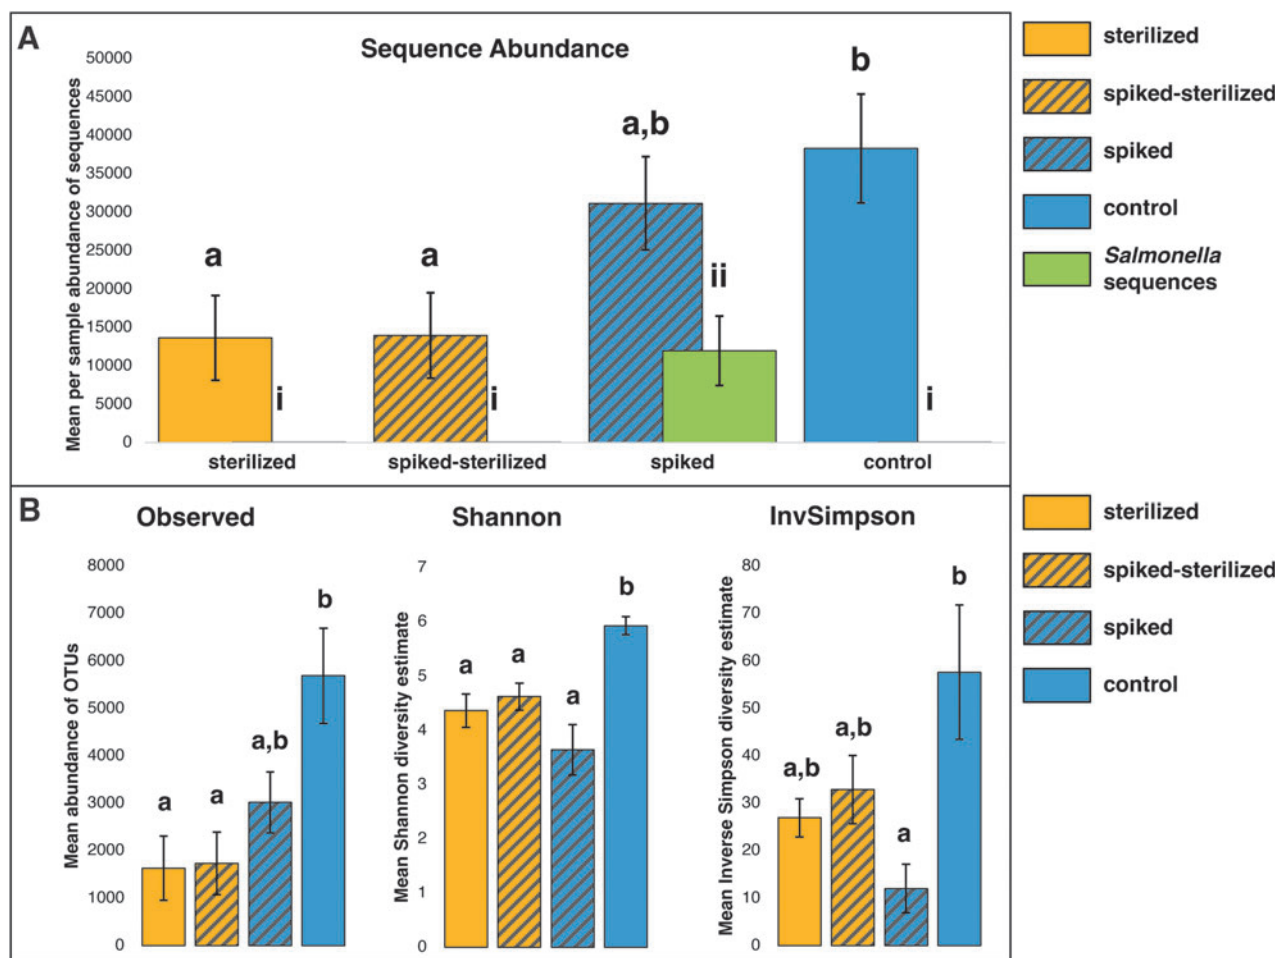 A
Sequence Abundance
Mean per sample abundance of sequences
50000
45000
40000
35000
30000
25000
20000
15000
10000
5000
0
a
i
a
i
a,b
ii
b
i
sterilized
spiked-sterilized
spiked
control
sterilized
spiked-sterilized
spiked
control
Salmonella
sequences
B
Observed
Mean abundance of OTUs
8000
7000
6000
5000
4000
3000
2000
1000
0
a
a
a,b
b
Shannon
Mean Shannon diversity estimate
7
6
5
4
3
2
1
0
a
a
a
b
InvSimpson
Mean Inverse Simpson diversity estimate
80
70
60
50
40
30
20
10
0
a,b
a,b
a
b
sterilized
spiked-sterilized
spiked
control